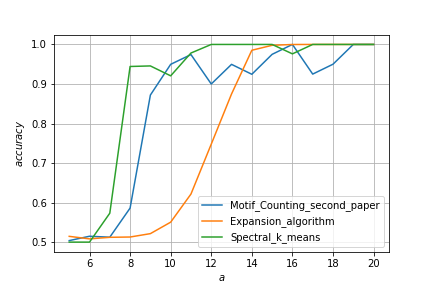 1.0
0.9
0.8
0.7
0.6
0.5
accuracy
6 8 10 12 14 16 18 20
a
Motif_Counting_second_paper
Expansion_algorithm
Spectral_k_means